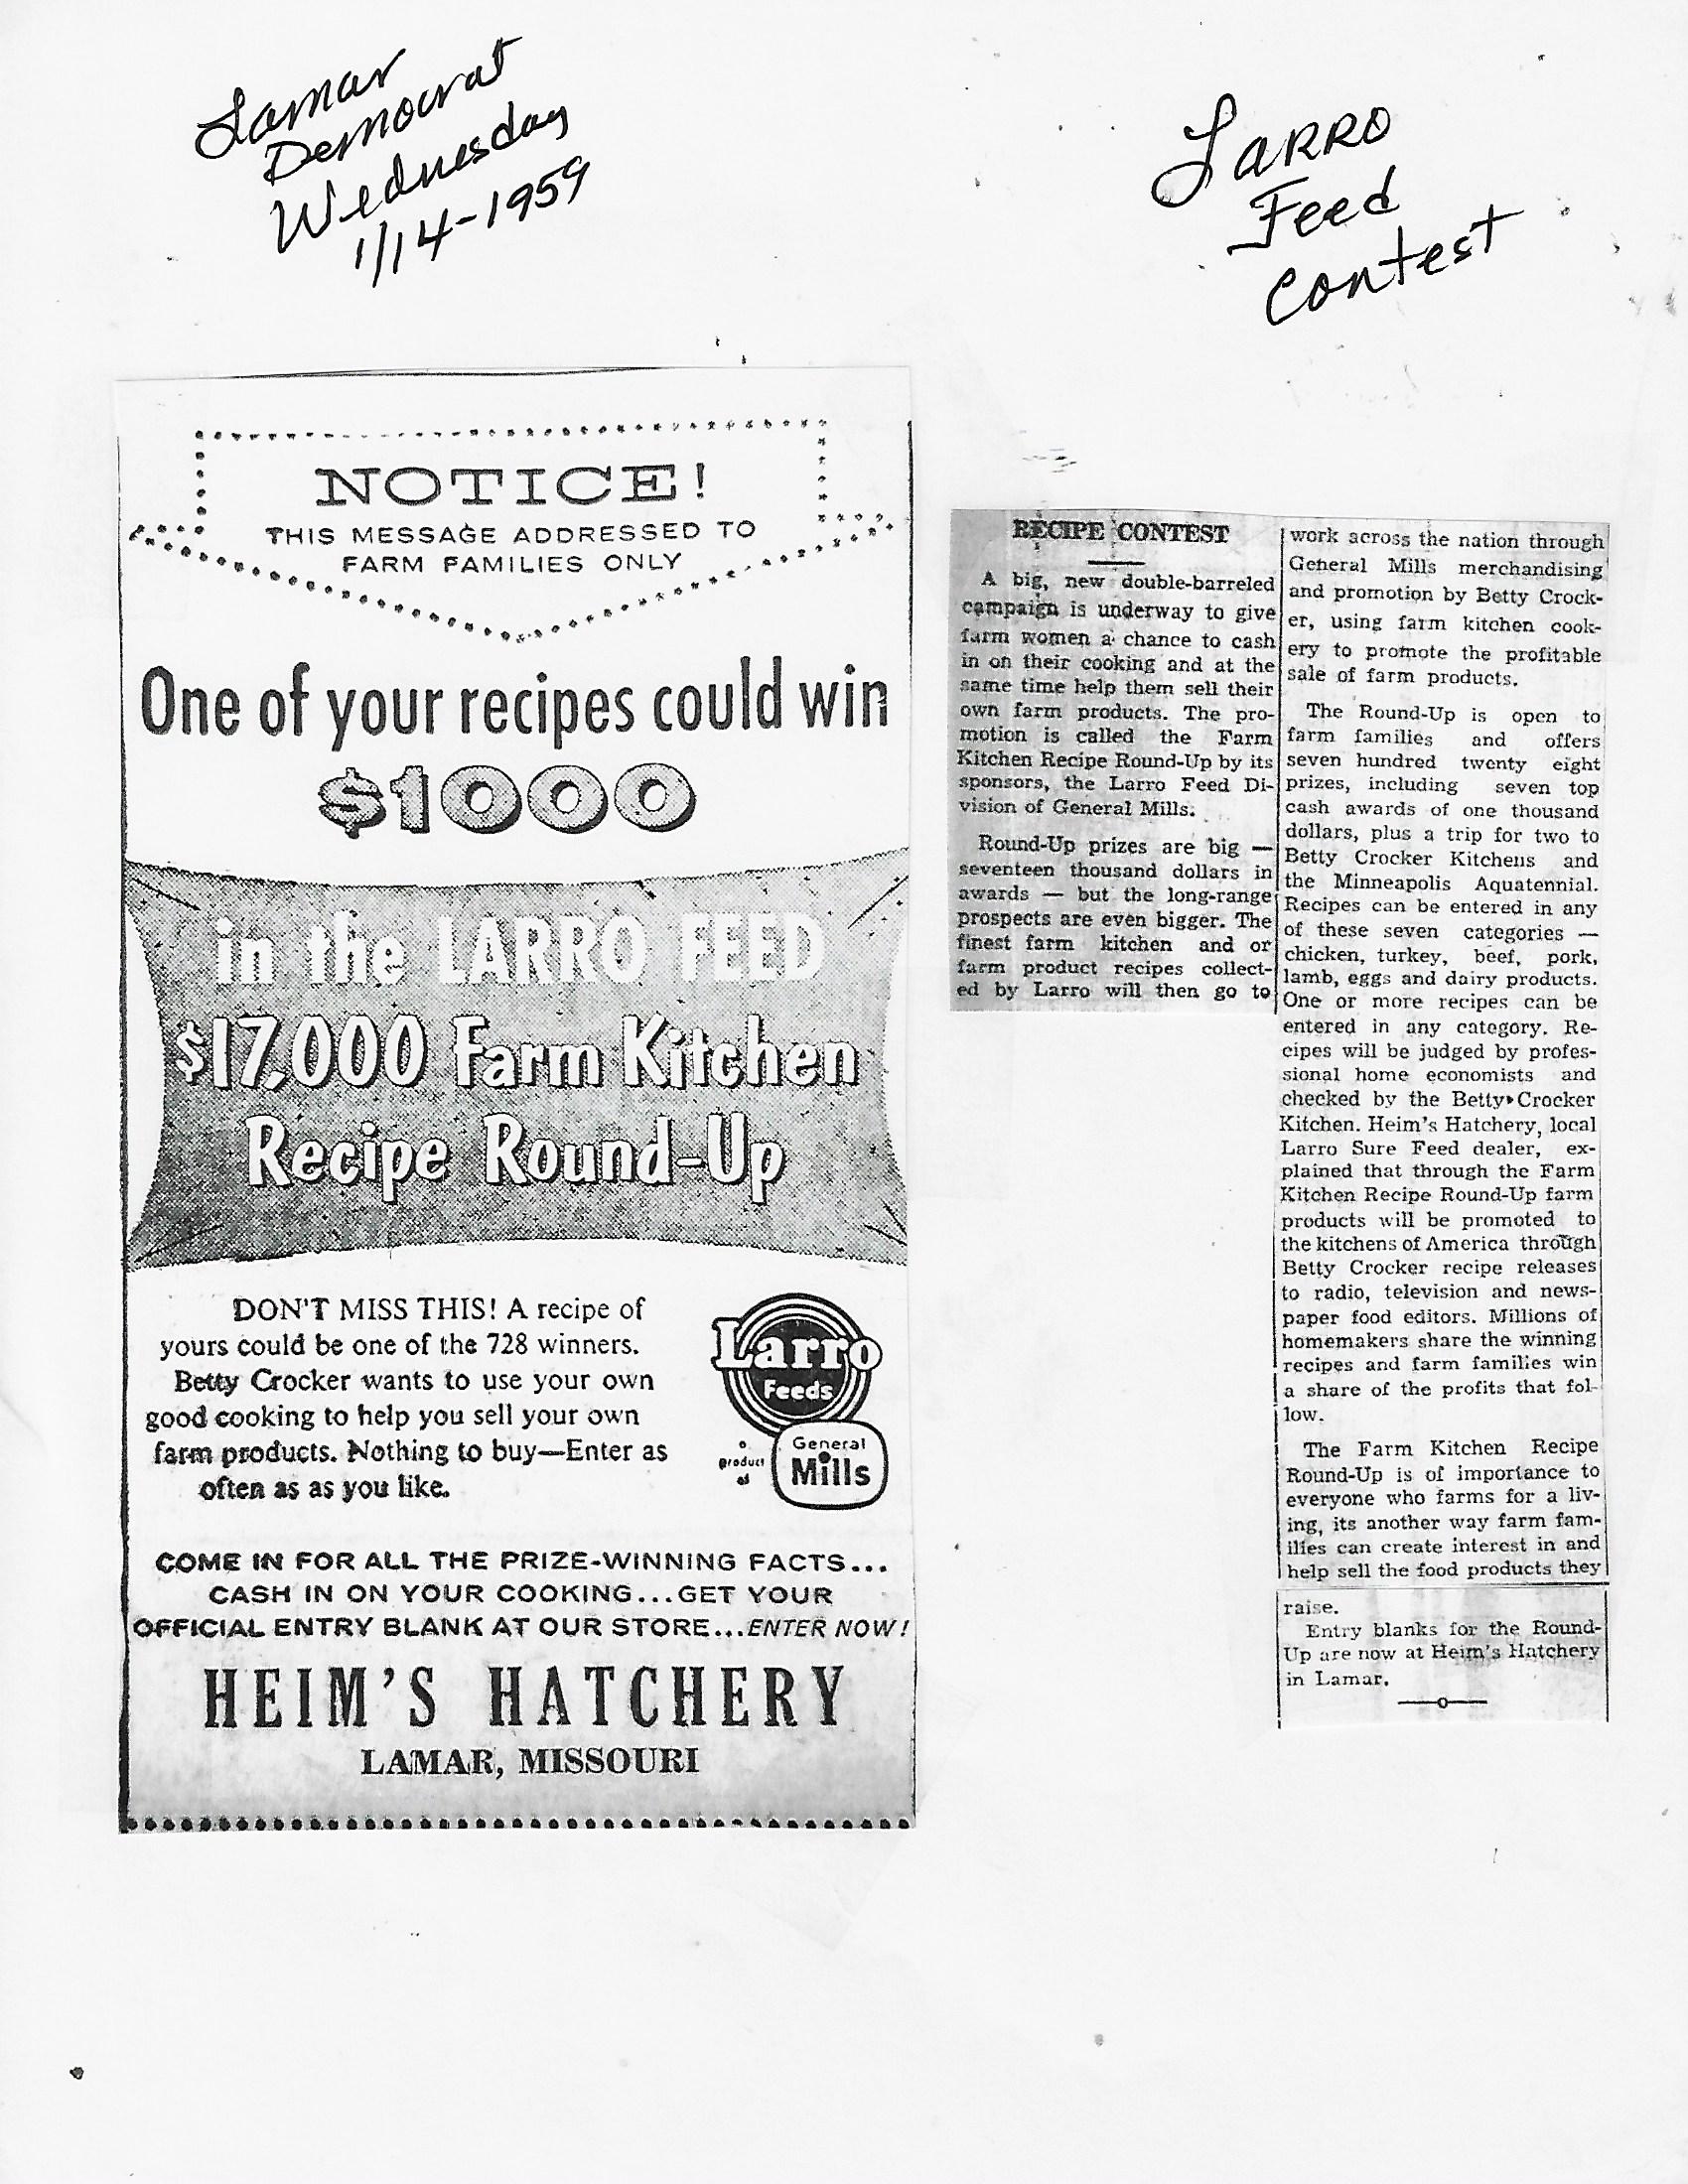 Lamar
Democrat
Wednesday
1/14-1959
LARRO
Feed
Contest
NOTICE!
THIS MESSAGE ADDRESSED TO
FARM FAMILIES ONLY
One of your recipes could win
$1000
in the LARRO FEED
$17,000 Farm Kitchen
Recipe Round-Up
DON'T MISS THIS! A recipe of
yours could be one of the 728 winners.
Betty Crocker wants to use your own
good cooking to help you sell your own
farm products. Nothing to buy—Enter as
often as as you like.
Larro
Feeds
a
product
of
General
Mills
COME IN FOR ALL THE PRIZE-WINNING FACTS...
CASH IN ON YOUR COOKING...GET YOUR
OFFICIAL ENTRY BLANK AT OUR STORE...ENTER NOW!
HEIM'S HATCHERY
LAMAR, MISSOURI
RECIPE CONTEST
A big, new double-barreled
campaign is underway to give
farm women a chance to cash
in on their cooking and at the
same time help them sell their
own farm products. The pro-
motion is called the Farm
Kitchen Recipe Round-Up by its
sponsors, the Larro Feed Di-
vision of General Mills.
Round-Up prizes are big —
seventeen thousand dollars in
awards — but the long-range
prospects are even bigger. The
finest farm kitchen and or
farm product recipes collect-
ed by Larro will then go to
work across the nation through
General Mills merchandising
and promotion by Betty Crock-
er, using farm kitchen cook-
ery to promote the profitable
sale of farm products.
The Round-Up is open to
farm families and offers
seven hundred twenty eight
prizes, including seven top
cash awards of one thousand
dollars, plus a trip for two to
Betty Crocker Kitchens and
the Minneapolis Aquatennial.
Recipes can be entered in any
of these seven categories —
chicken, turkey, beef, pork,
lamb, eggs and dairy products.
One or more recipes can be
entered in any category. Re-
cipes will be judged by profes-
sional home economists and
checked by the Betty Crocker
Kitchen. Heim's Hatchery, local
Larro Sure Feed dealer, ex-
plained that through the Farm
Kitchen Recipe Round-Up farm
products will be promoted to
the kitchens of America through
Betty Crocker recipe releases
to radio, television and news-
paper food editors. Millions of
homemakers share the winning
recipes and farm families win
a share of the profits that fol-
low.
The Farm Kitchen Recipe
Round-Up is of importance to
everyone who farms for a liv-
ing, its another way farm fam-
ilies can create interest in and
help sell the food products they
raise.
Entry blanks for the Round-
Up are now at Heim's Hatchery
in Lamar.